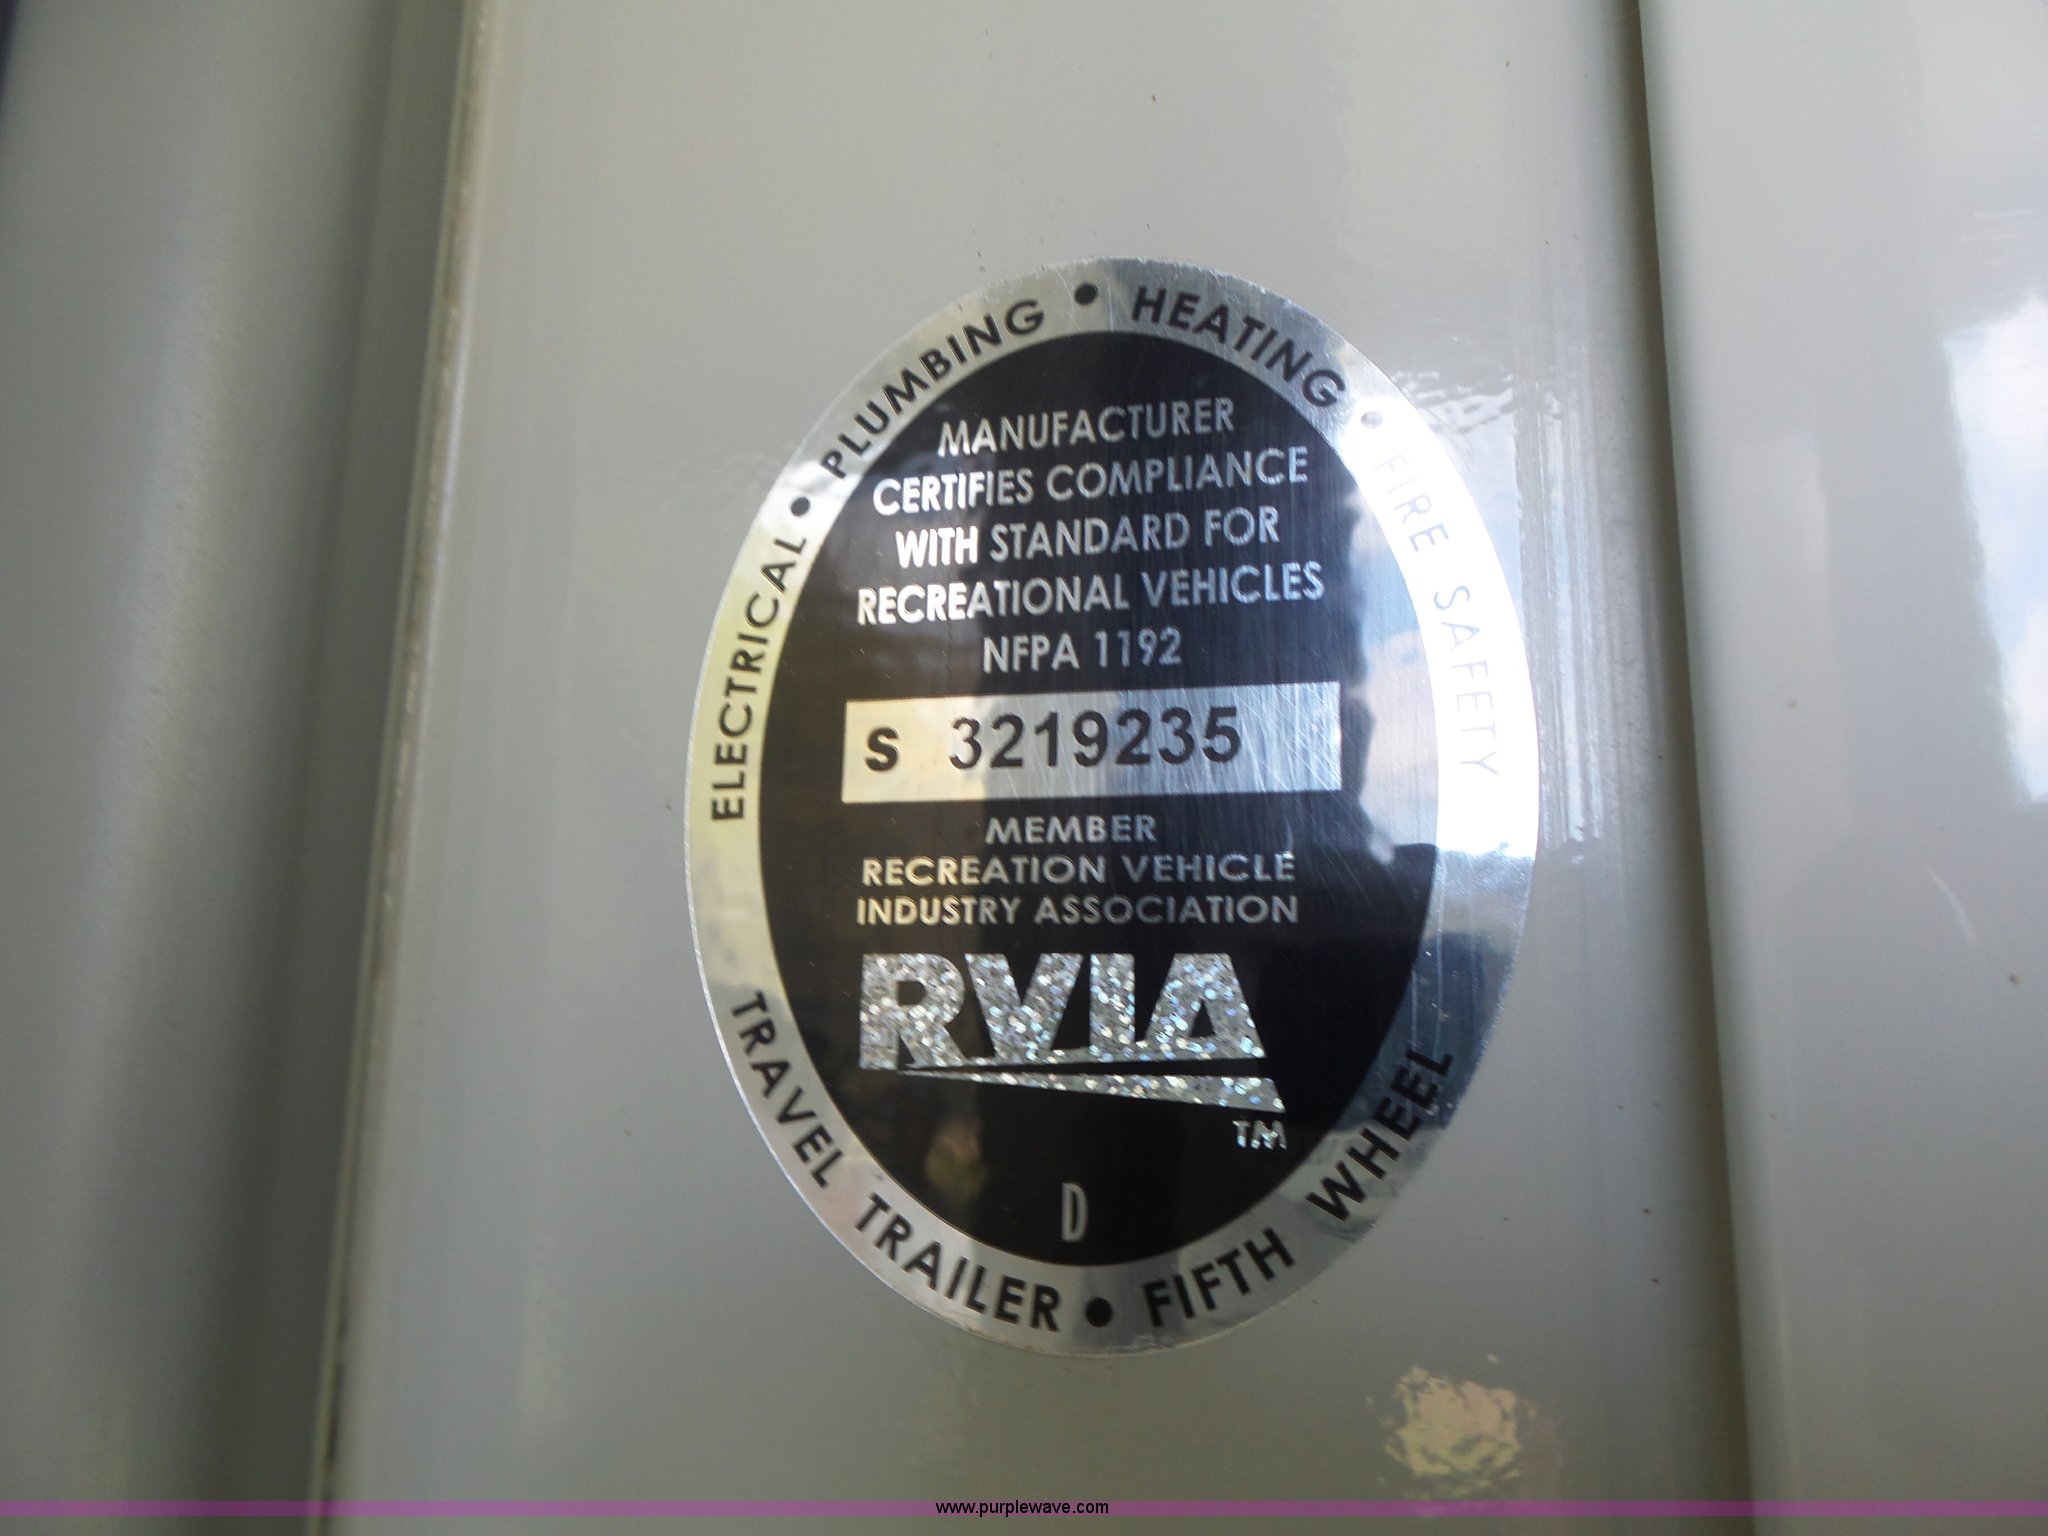 ELECTRICAL • PLUMBING • HEATING • FIRE SAFETY
MANUFACTURER
CERTIFIES COMPLIANCE
WITH STANDARD FOR
RECREATIONAL VEHICLES
NFPA 1192
S 3219235
MEMBER
RECREATION VEHICLE
INDUSTRY ASSOCIATION
RVIA
TM
D
TRAVEL TRAILER • FIFTH WHEEL
www.purplewave.com